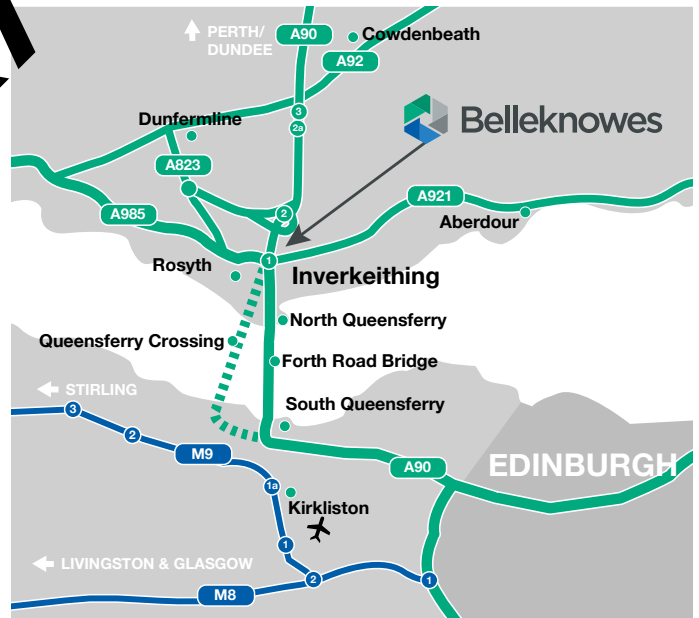 PERTH/
DUNDEE
A90
Cowdenbeath
A92
3
2a
Dunfermline
Belleknowes
A823
A985
2
A921
Aberdour
1
Rosyth
Inverkeithing
North Queensferry
Queensferry Crossing
Forth Road Bridge
STIRLING
South Queensferry
3
2
M9
A90
EDINBURGH
1a
Kirkliston
1
LIVINGSTON & GLASGOW
2
1
M8